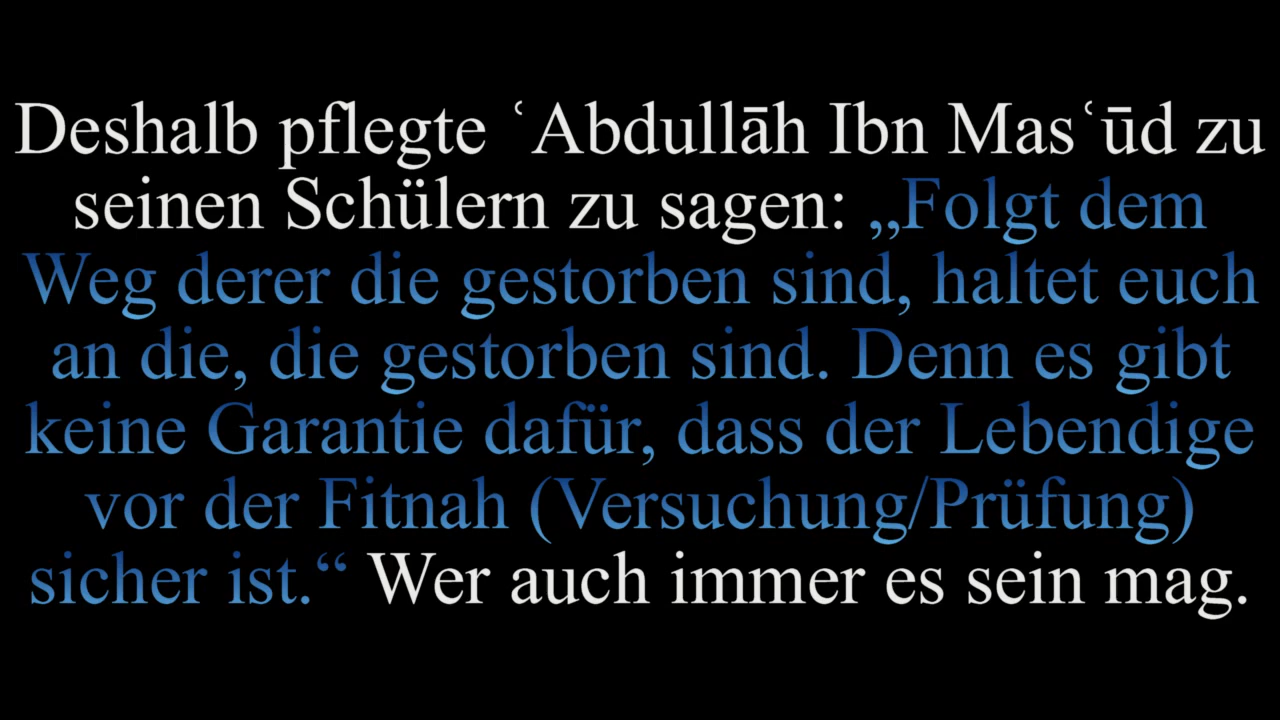 Deshalb pflegte ʿAbdullāh Ibn Masʿūd zu
seinen Schülern zu sagen: „Folgt dem
Weg derer die gestorben sind, haltet euch
an die, die gestorben sind. Denn es gibt
keine Garantie dafür, dass der Lebendige
vor der Fitnah (Versuchung/Prüfung)
sicher ist.“ Wer auch immer es sein mag.